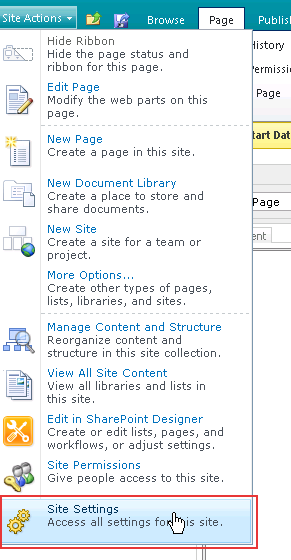 Site Actions Browse Page Publish
Hide Ribbon
Hide the page status and
ribbon for this page.
Edit Page
Modify the web parts on this
page.
New Page
Create a page in this site.
New Document Library
Create a place to store and
share documents.
New Site
Create a site for a team or
project.
More Options...
Create other types of pages,
lists, libraries, and sites.
Manage Content and Structure
Reorganize content and
structure in this site collection.
View All Site Content
View all libraries and lists in
this site.
Edit in SharePoint Designer
Create or edit lists, pages, and
workflows, or adjust settings.
Site Permissions
Give people access to this site.
Site Settings
Access all settings for this site.
History
Permissio
Page
tart Dat
Page
ent